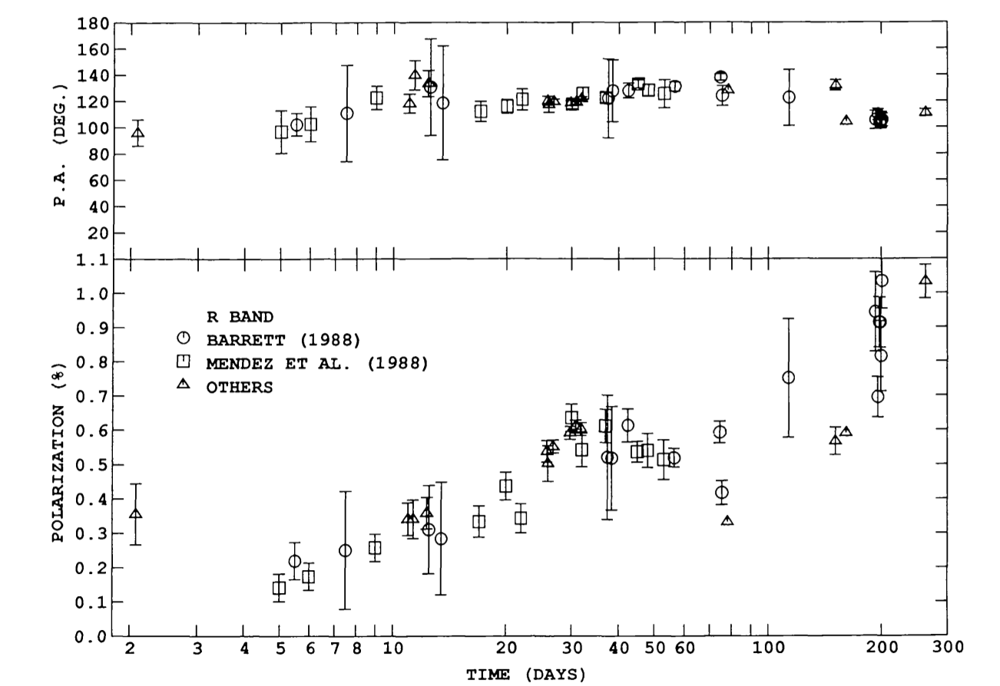 180
160
140
120
100
80
60
40
20
P.A. (DEG.)
1.1
1.0
0.9
0.8
0.7
0.6
0.5
0.4
0.3
0.2
0.1
0.0
POLARIZATION (%)
R BAND
BARRETT (1988)
MENDEZ ET AL. (1988)
OTHERS
2 3 4 5 6 7 8 10 20 30 40 50 60 100 200 300
TIME (DAYS)